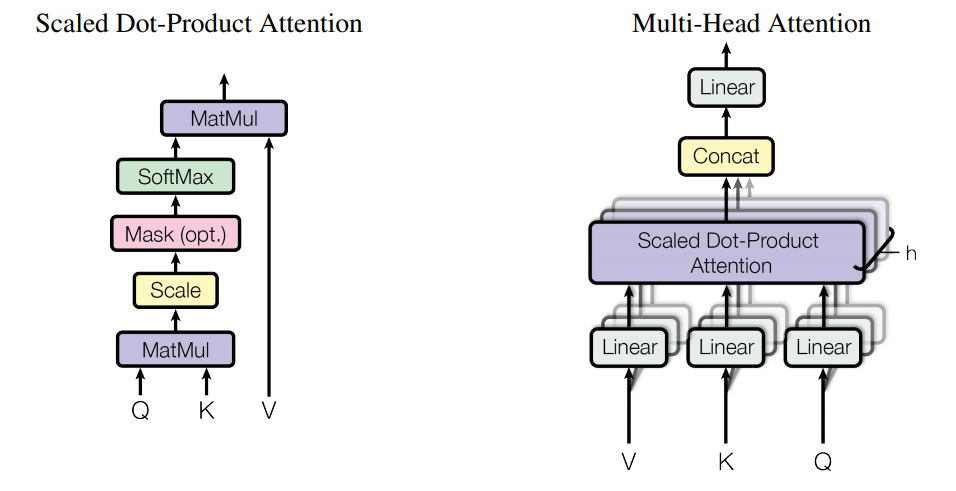 Scaled Dot-Product Attention
MatMul
SoftMax
Mask (opt.)
Scale
MatMul
Q K V
Multi-Head Attention
Linear
Concat
Scaled Dot-Product
Attention
h
Linear Linear Linear
V K Q